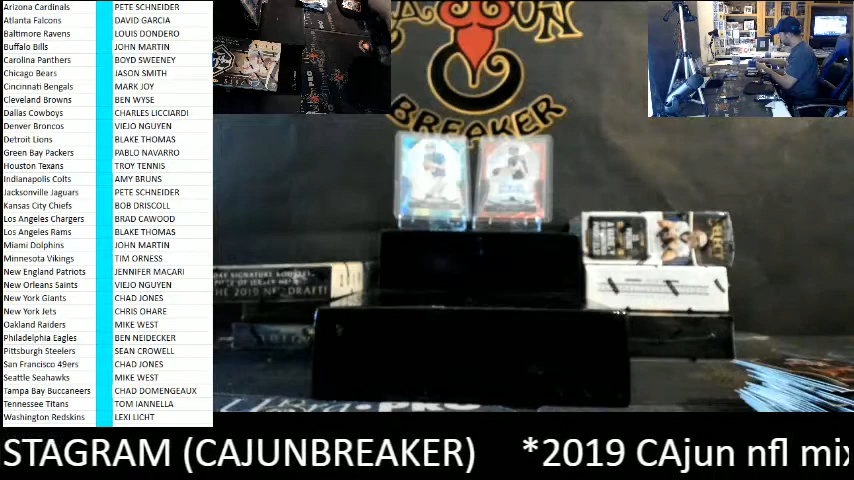 Arizona Cardinals PETE SCHNEIDER
Atlanta Falcons DAVID GARCIA
Baltimore Ravens LOUIS DONDERO
Buffalo Bills JOHN MARTIN
Carolina Panthers BOYD SWEENEY
Chicago Bears JASON SMITH
Cincinnati Bengals MARK JOY
Cleveland Browns BEN WYSE
Dallas Cowboys CHARLES LICCIARDI
Denver Broncos VIEJO NGUYEN
Detroit Lions BLAKE THOMAS
Green Bay Packers PABLO NAVARRO
Houston Texans TROY TENNIS
Indianapolis Colts AMY BRUNS
Jacksonville Jaguars PETE SCHNEIDER
Kansas City Chiefs BOB DRISCOLL
Los Angeles Chargers BRAD CAWOOD
Los Angeles Rams BLAKE THOMAS
Miami Dolphins JOHN MARTIN
Minnesota Vikings TIM ORNESS
New England Patriots JENNIFER MACARI
New Orleans Saints VIEJO NGUYEN
New York Giants CHAD JONES
New York Jets CHRIS OHARE
Oakland Raiders MIKE WEST
Philadelphia Eagles BEN NEIDECKER
Pittsburgh Steelers SEAN CROWELL
San Francisco 49ers CHAD JONES
Seattle Seahawks MIKE WEST
Tampa Bay Buccaneers CHAD DOMENGEAUX
Tennessee Titans TOM IANNELLA
Washington Redskins LEXI LICHT
BREAKER
DAY SIGNATURE
HE 2019 NFL DRAFT!
PRO
STAGRAM (CAJUNBREAKER) *2019 CAjun nfl mix